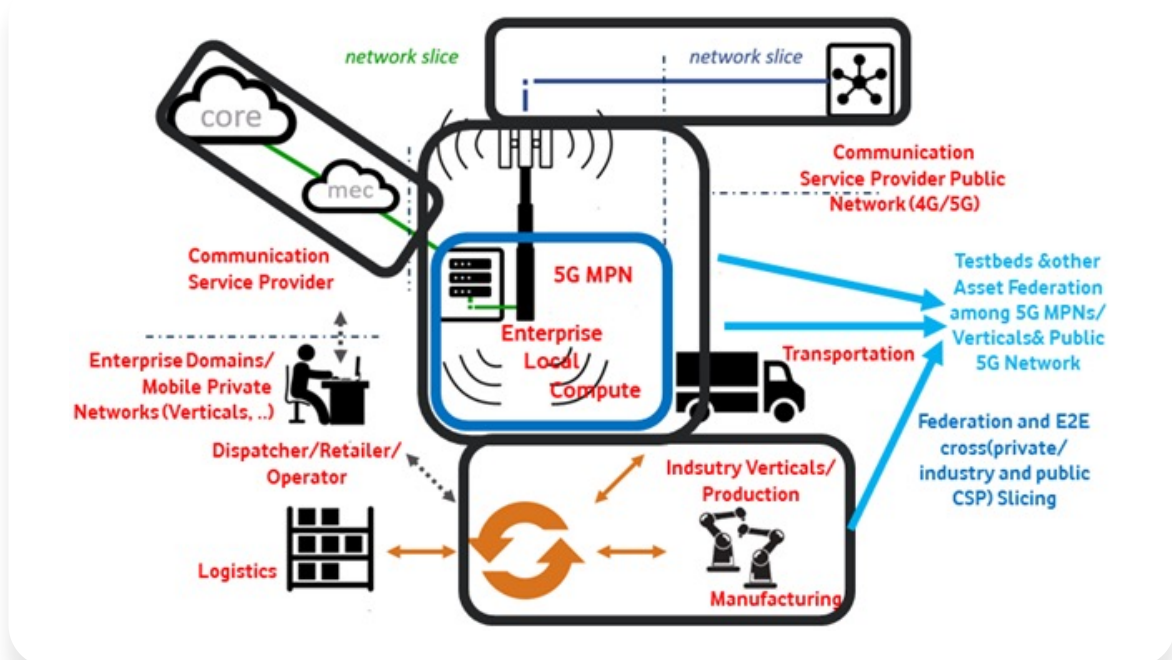 network slice
network slice
core
mec
Communication
Service Provider Public
Network (4G/5G)
Communication
Service Provider
5G MPN
Testbeds &other
Asset Federation
among 5G MPNs/
Verticals& Public
5G Network
Enterprise
Local
Compute
Transportation
Enterprise Domains/
Mobile Private
Networks (Verticals, ..)
Dispatcher/Retailer/
Operator
Federation and E2E
cross(private/
industry and public
CSP) Slicing
Indsutry Verticals/
Production
Logistics
Manufacturing